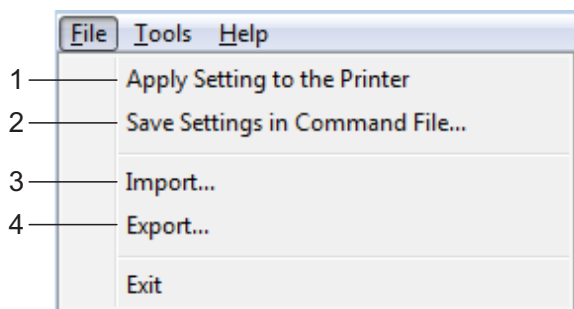 File Tools Help
1 Apply Setting to the Printer
2 Save Settings in Command File...
3 Import...
4 Export...
Exit